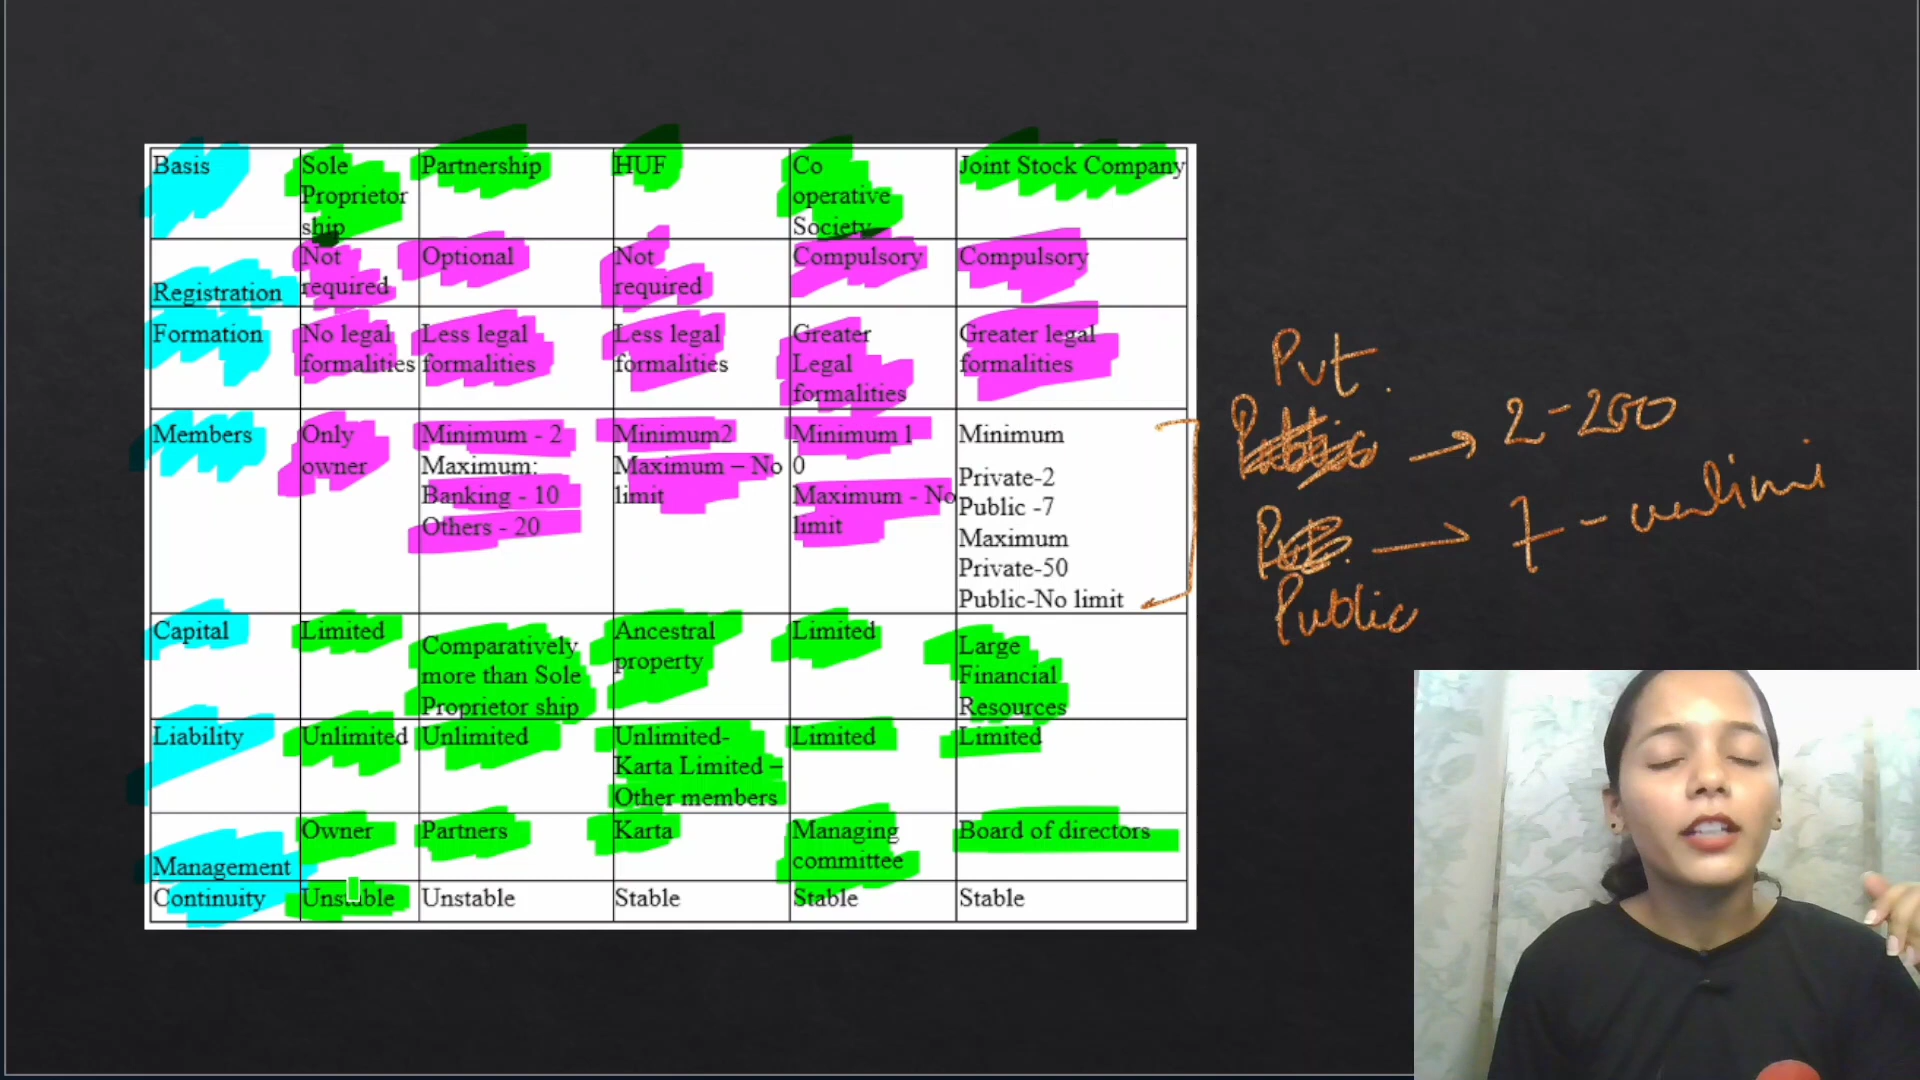 Basis
Sole
Proprietor
ship
Partnership
HUF
Co
operative
Society
Joint Stock Company
Registration
Not
required
Optional
Not
required
Compulsory
Compulsory
Formation
No legal
formalities
Less legal
formalities
Less legal
formalities
Greater
Legal
formalities
Greater legal
formalities
Members
Only
owner
Minimum - 2
Maximum:
Banking - 10
Others - 20
Minimum2
Maximum – No
limit
Minimum 1
0
Maximum - No
limit
Minimum
Private-2
Public -7
Maximum
Private-50
Public-No limit
Capital
Limited
Comparatively
more than Sole
Proprietor ship
Ancestral
property
Limited
Large
Financial
Resources
Liability
Unlimited
Unlimited
Unlimited-
Karta Limited –
Other members
Limited
Limited
Management
Owner
Partners
Karta
Managing
committee
Board of directors
Continuity
Unstable
Unstable
Stable
Stable
Stable
Pvt.
→ 2-200
→ 7-unlimi
Public